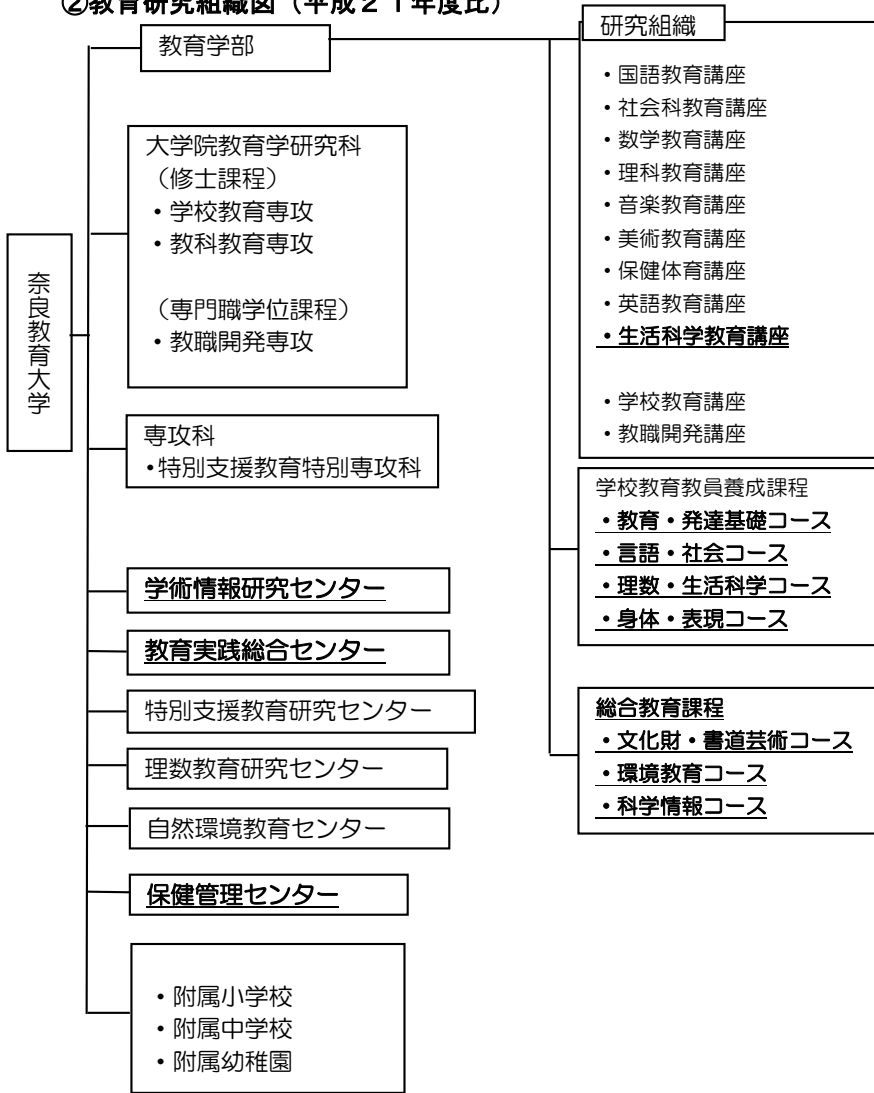 ②教育研究組織図（平成２１年度比）
奈良教育大学
教育学部
大学院教育学研究科
（修士課程）
・学校教育専攻
・教科教育専攻
（専門職学位課程）
・教職開発専攻
専攻科
・特別支援教育特別専攻科
学術情報研究センター
教育実践総合センター
特別支援教育研究センター
理数教育研究センター
自然環境教育センター
保健管理センター
・附属小学校
・附属中学校
・附属幼稚園
研究組織
・国語教育講座
・社会科教育講座
・数学教育講座
・理科教育講座
・音楽教育講座
・美術教育講座
・保健体育講座
・英語教育講座
・生活科学教育講座
・学校教育講座
・教職開発講座
学校教育教員養成課程
・教育・発達基礎コース
・言語・社会コース
・理数・生活科学コース
・身体・表現コース
総合教育課程
・文化財・書道芸術コース
・環境教育コース
・科学情報コース